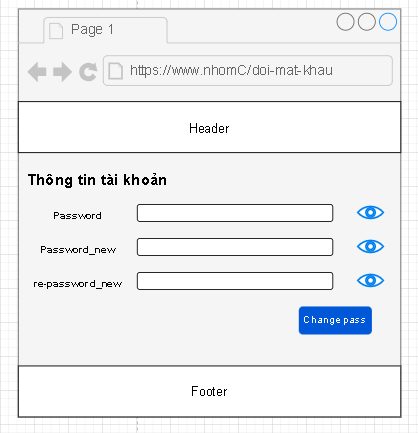 Page 1
https://www.nhomC/doi-mat-khau
Header
Thông tin tài khoản
Password
Password_new
re-password_new
Change pass
Footer